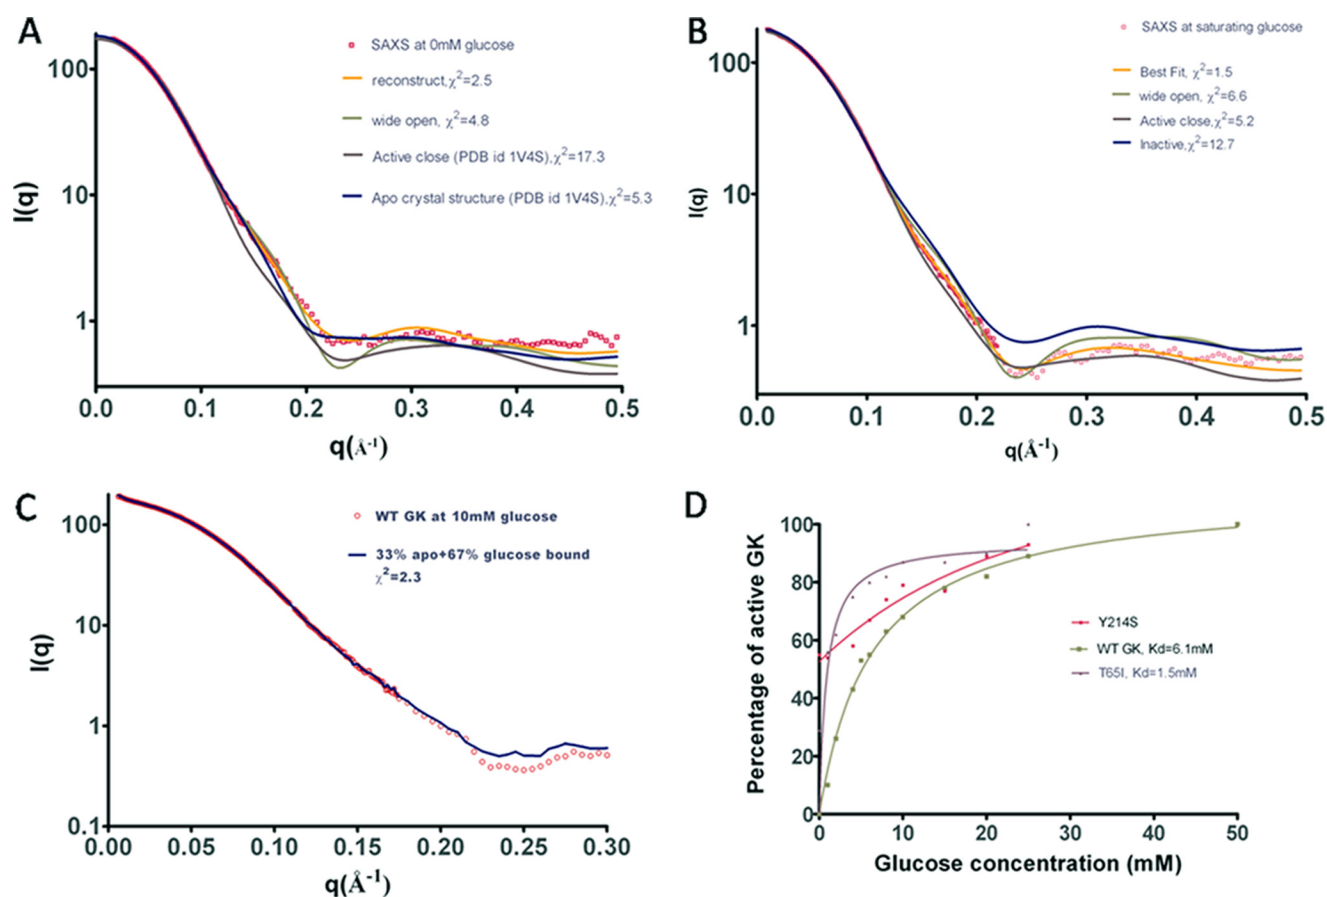 A
SAXS at 0mM glucose
reconstruct,χ²=2.5
wide open, χ²=4.8
Active close (PDB id 1V4S),χ²=17.3
Apo crystal structure (PDB id 1V4S),χ²=5.3
100
10
1
I(q)
0.0 0.1 0.2 0.3 0.4 0.5
q(Å⁻¹)
B
SAXS at saturating glucose
Best Fit, χ²=1.5
wide open, χ²=6.6
Active close,χ²=5.2
Inactive,χ²=12.7
100
10
1
I(q)
0.0 0.1 0.2 0.3 0.4 0.5
q(Å⁻¹)
C
WT GK at 10mM glucose
33% apo+67% glucose bound
χ²=2.3
100
10
1
0.1
I(q)
0.00 0.05 0.10 0.15 0.20 0.25 0.30
q(Å⁻¹)
D
100
80
60
40
20
0
Percentage of active GK
Y214S
WT GK, Kd=6.1mM
T65I, Kd=1.5mM
0 10 20 30 40 50
Glucose concentration (mM)